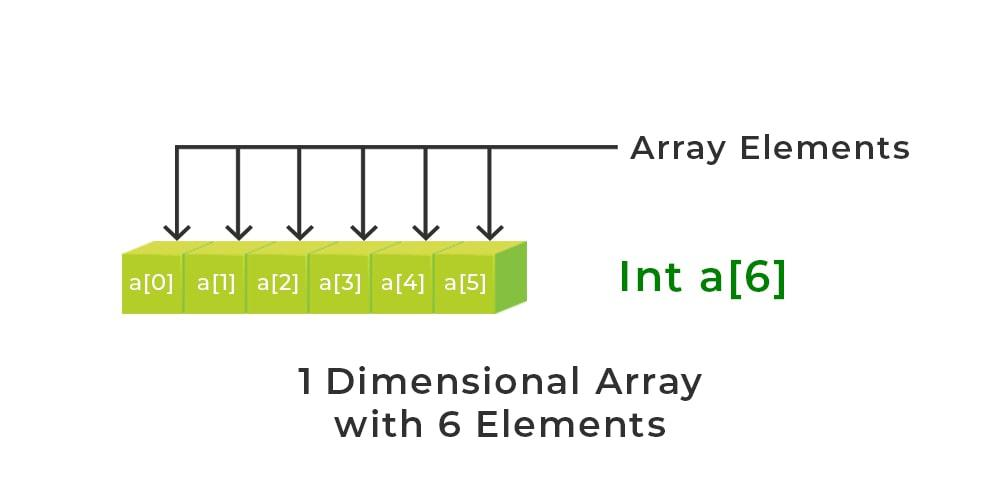 Array Elements
a[0] a[1] a[2] a[3] a[4] a[5]
Int a[6]
1 Dimensional Array
with 6 Elements